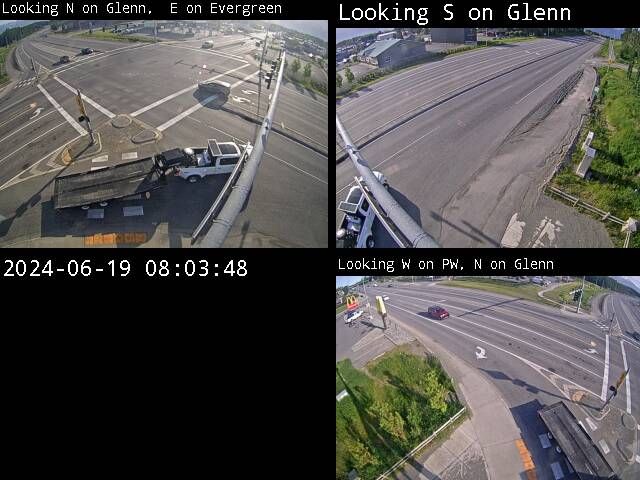 Looking N on Glenn, E on Evergreen
Looking S on Glenn
2024-06-19 08:03:48
Looking W on PW, N on Glenn